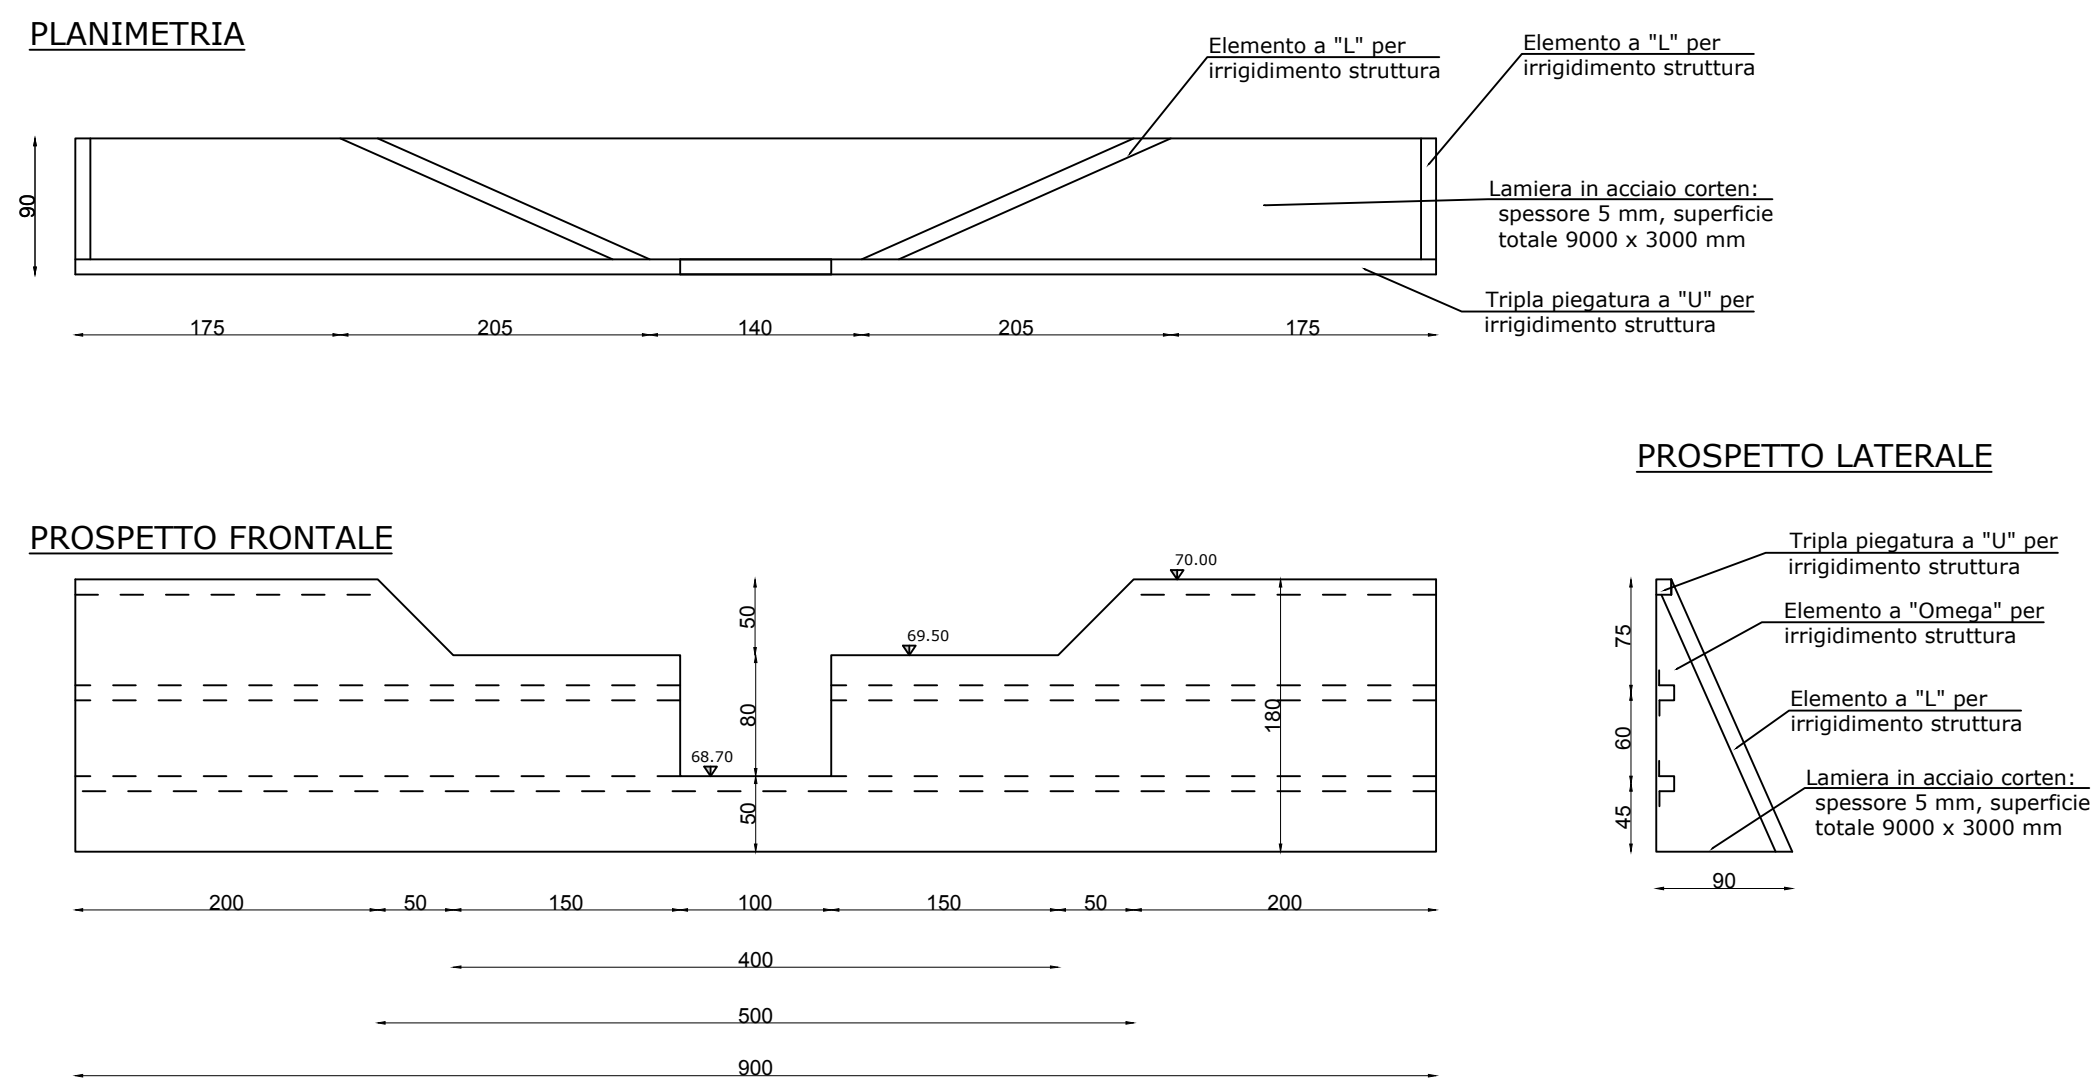 PLANIMETRIA
Elemento a "L" per
irrigidimento struttura
Elemento a "L" per
irrigidimento struttura
90
Lamiera in acciaio corten:
spessore 5 mm, superficie
totale 9000 x 3000 mm
Tripla piegatura a "U" per
irrigidimento struttura
175
205
140
205
175
PROSPETTO LATERALE
PROSPETTO FRONTALE
70.00
50
69.50
80
180
68.70
50
200
50
150
100
150
50
200
400
500
900
Tripla piegatura a "U" per
irrigidimento struttura
Elemento a "Omega" per
irrigidimento struttura
75
Elemento a "L" per
irrigidimento struttura
60
Lamiera in acciaio corten:
spessore 5 mm, superficie
totale 9000 x 3000 mm
45
90